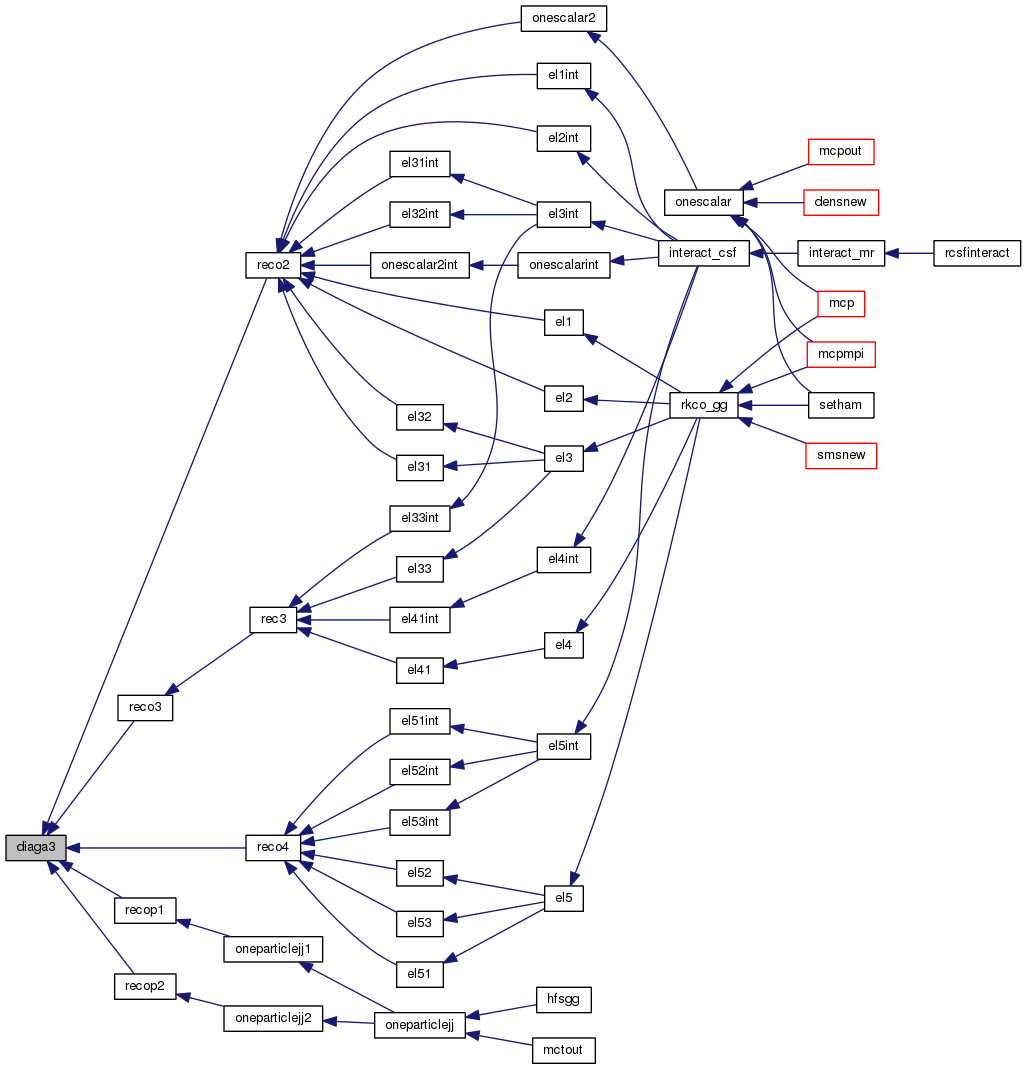 onescalar2
el1int
el2int
mcpout
el31int
onescalar
densnew
el32int
el3int
interact_csf
interact_mr
rcsfinteract
reco2
onescalar2int
onescalarint
mcp
el1
mcpmpi
el2
rkco_gg
setham
el32
smsnew
el3
el31
el33int
el33
el4int
rec3
el41int
el4
el41
reco3
el51int
el5int
el52int
el53int
diaga3
reco4
el52
el5
recop1
el53
oneparticlejj1
el51
recop2
hfsgg
oneparticlejj2
oneparticlejj
mctout